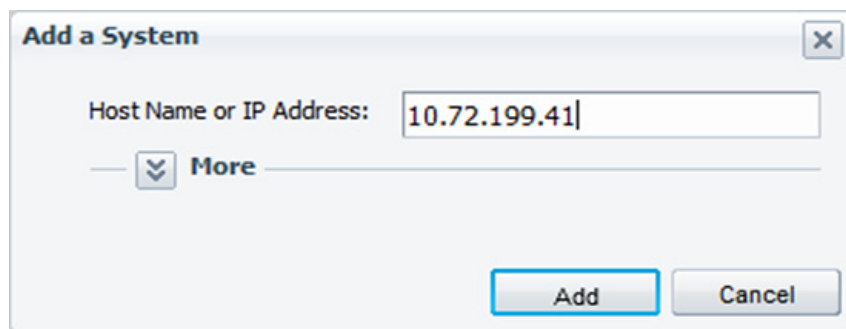 Add a System
Host Name or IP Address: 10.72.199.41
More
Add Cancel